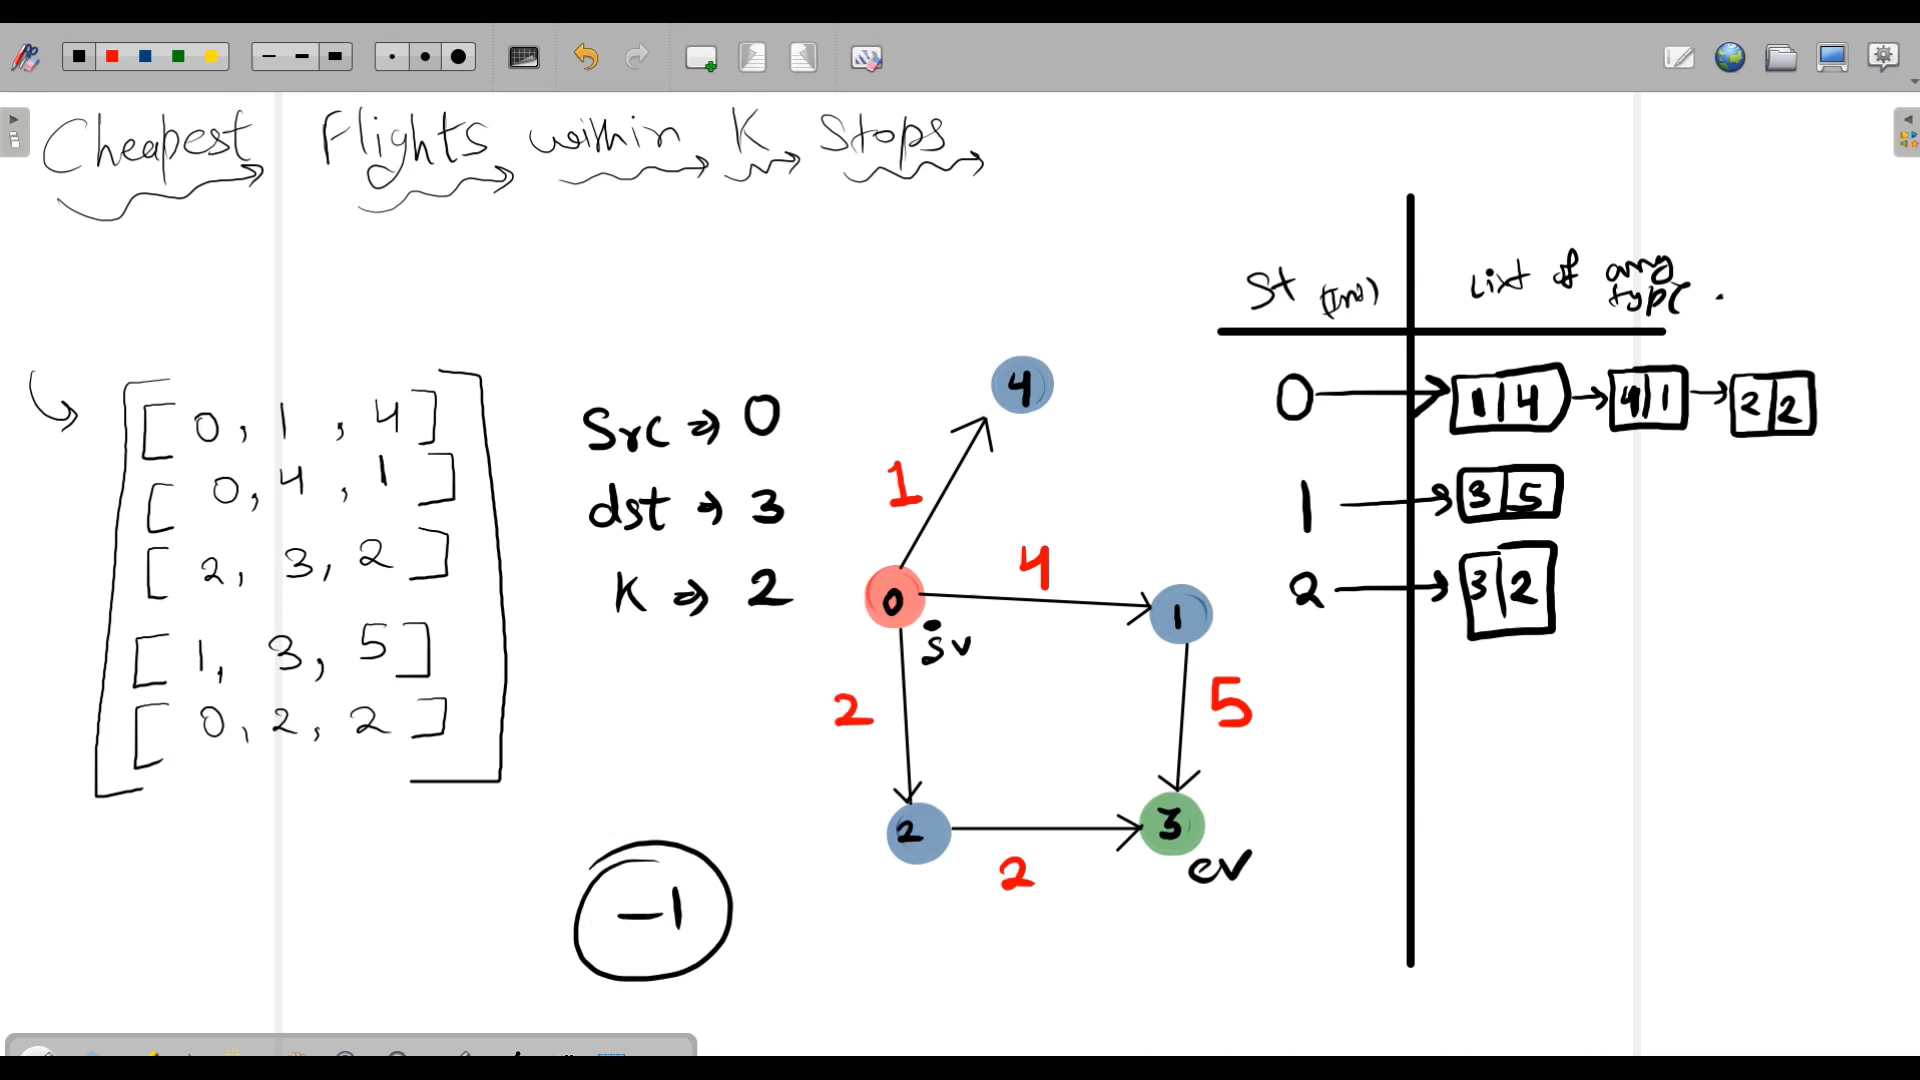 Cheapest Flights within K Stops
[0, 1, 4]
[0, 4, 1]
[2, 3, 2]
[1, 3, 5]
[0, 2, 2]
Src ⇒ 0
dst ⇒ 3
K ⇒ 2
-1
4
1
0
sv
4
1
2
5
2
2
3
ev
St (Int)
List of array type.
0 → 1|4 → 4|1 → 2|2
1 → 3|5
2 → 3|2